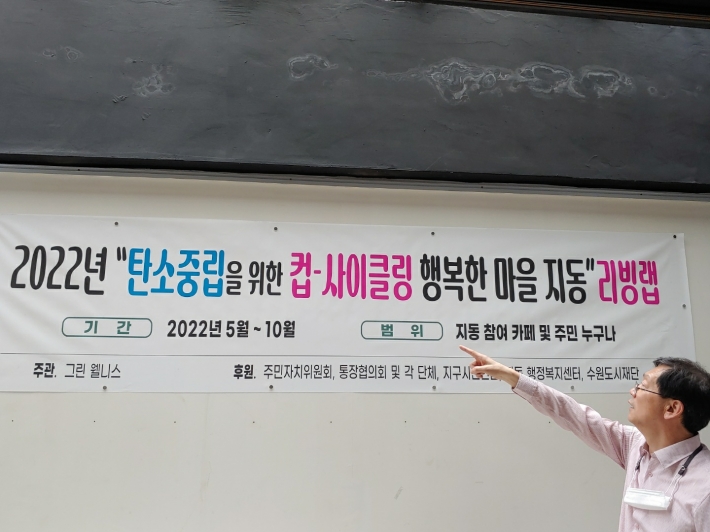 2022년 "탄소중립을 위한 컵-사이클링 행복한 마을 지동" 리빙랩
기 간 2022년 5월 ~ 10월 범 위 지동 참여 카페 및 주민 누구나
주관. 그린 웰니스 후원. 주민자치위원회, 통장협의회 및 각 단체, 행정복지센터, 수원도시재단